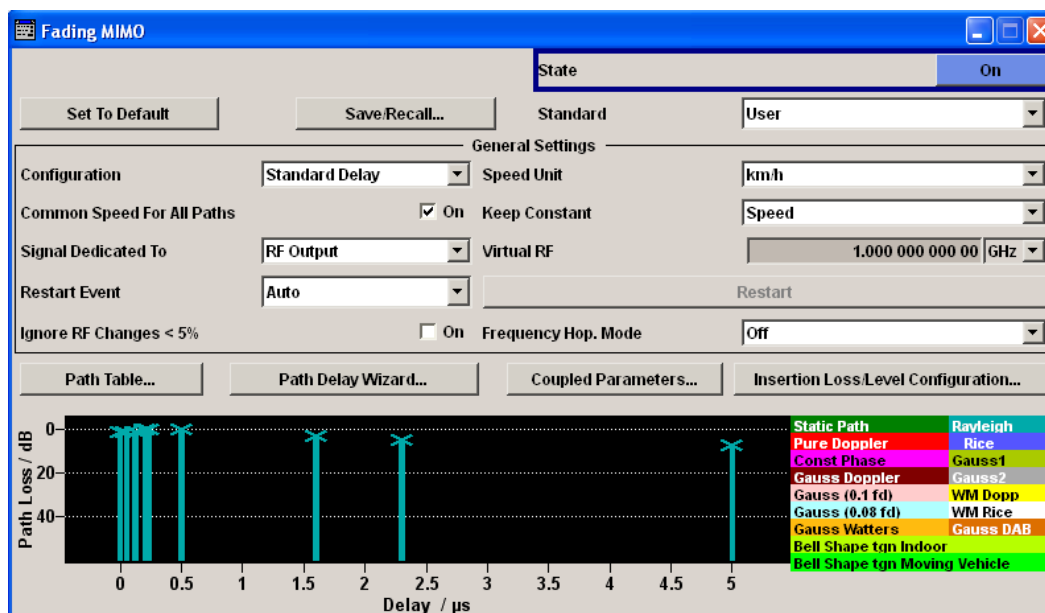 Fading MIMO
State On
Set To Default Save/Recall... Standard User
General Settings
Configuration Standard Delay Speed Unit km/h
Common Speed For All Paths On Keep Constant Speed
Signal Dedicated To RF Output Virtual RF 1.000 000 000 00 GHz
Restart Event Auto Restart
Ignore RF Changes < 5% On Frequency Hop. Mode Off
Path Table... Path Delay Wizard... Coupled Parameters... Insertion Loss/Level Configuration...
Path Loss / dB
0
20
40
Static Path Rayleigh
Pure Doppler Rice
Const Phase Gauss1
Gauss Doppler Gauss2
Gauss (0.1 fd) WM Dopp
Gauss (0.08 fd) WM Rice
Gauss Watters Gauss DAB
Bell Shape tgn Indoor
Bell Shape tgn Moving Vehicle
0 0.5 1 1.5 2 2.5 3 3.5 4 4.5 5
Delay / µs